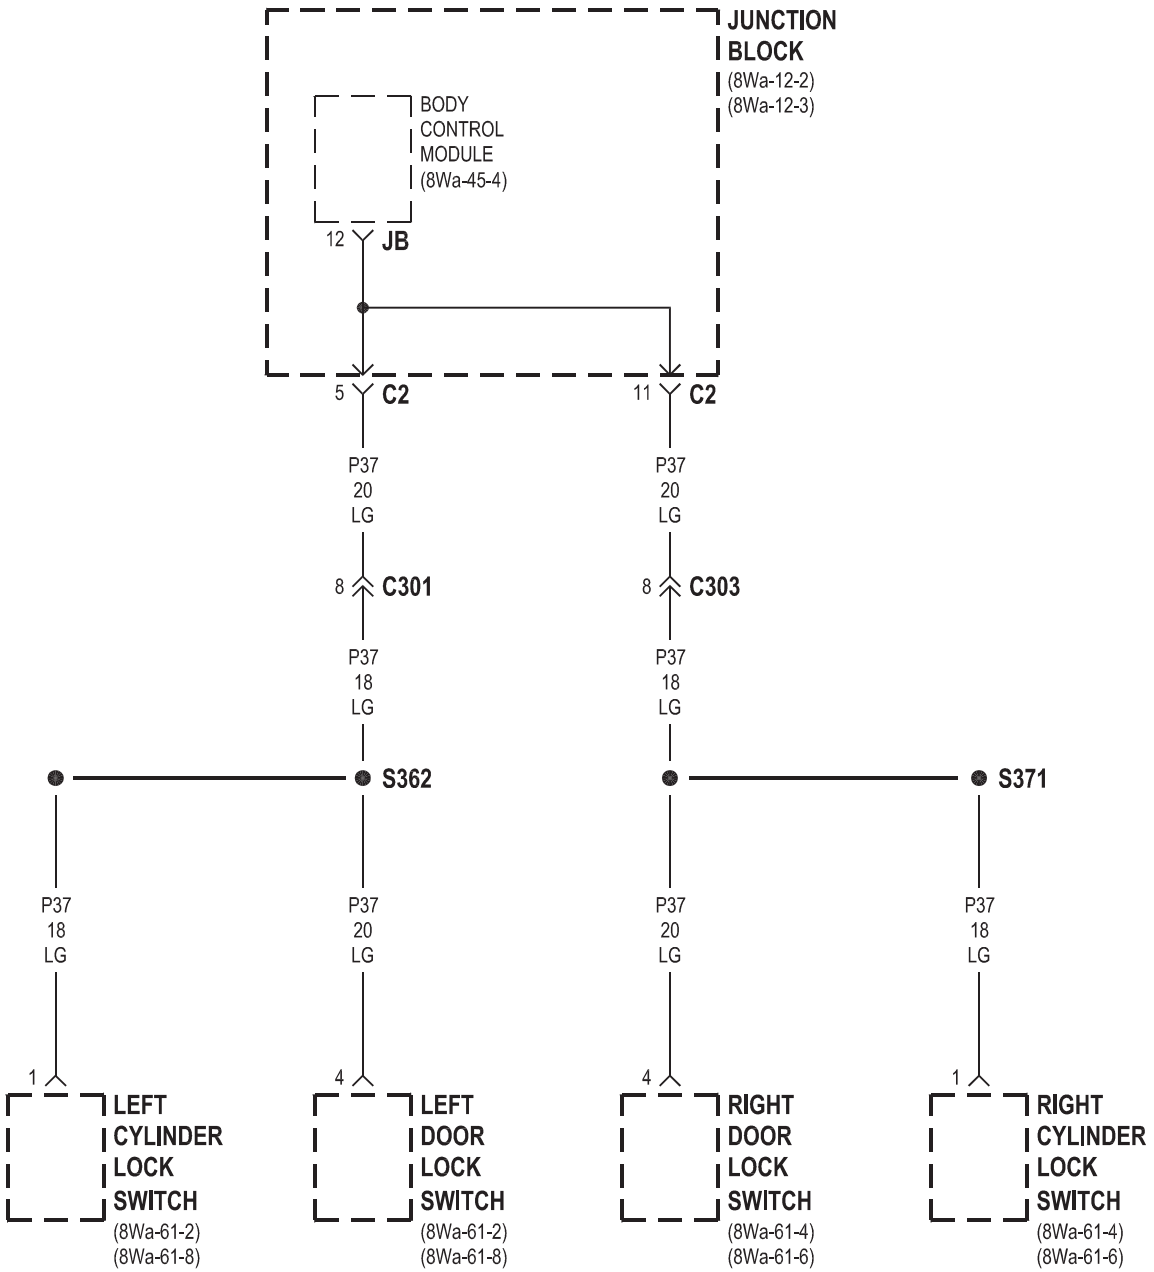 JUNCTION
BLOCK
(8Wa-12-2)
(8Wa-12-3)
BODY
CONTROL
MODULE
(8Wa-45-4)
12 JB
5 C2
11 C2
P37
20
LG
P37
20
LG
8 C301
8 C303
P37
18
LG
P37
18
LG
S362
S371
P37
18
LG
P37
20
LG
P37
20
LG
P37
18
LG
1
4
4
1
LEFT
CYLINDER
LOCK
SWITCH
(8Wa-61-2)
(8Wa-61-8)
LEFT
DOOR
LOCK
SWITCH
(8Wa-61-2)
(8Wa-61-8)
RIGHT
DOOR
LOCK
SWITCH
(8Wa-61-4)
(8Wa-61-6)
RIGHT
CYLINDER
LOCK
SWITCH
(8Wa-61-4)
(8Wa-61-6)